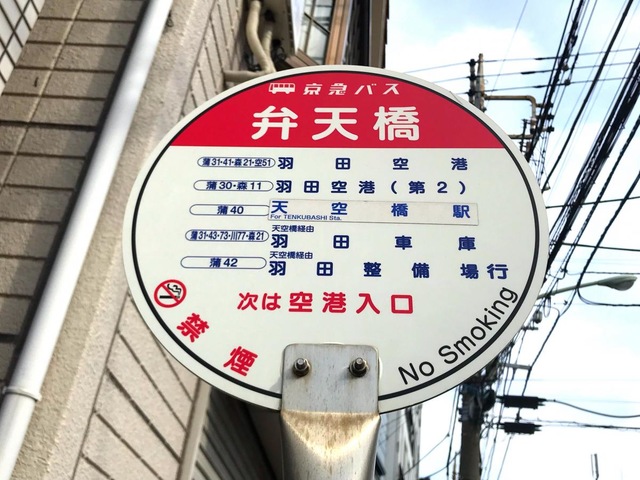 京急バス
弁天橋
蒲31・41・森21・空51 羽田空港
蒲30・森11 羽田空港(第2)
蒲40 天空橋駅
For TENKUBASHI Sta.
天空橋経由
蒲31・43・73・川77・森21 羽田車庫
天空橋経由
蒲42 羽田整備場行
次は空港入口
禁煙
No Smoking